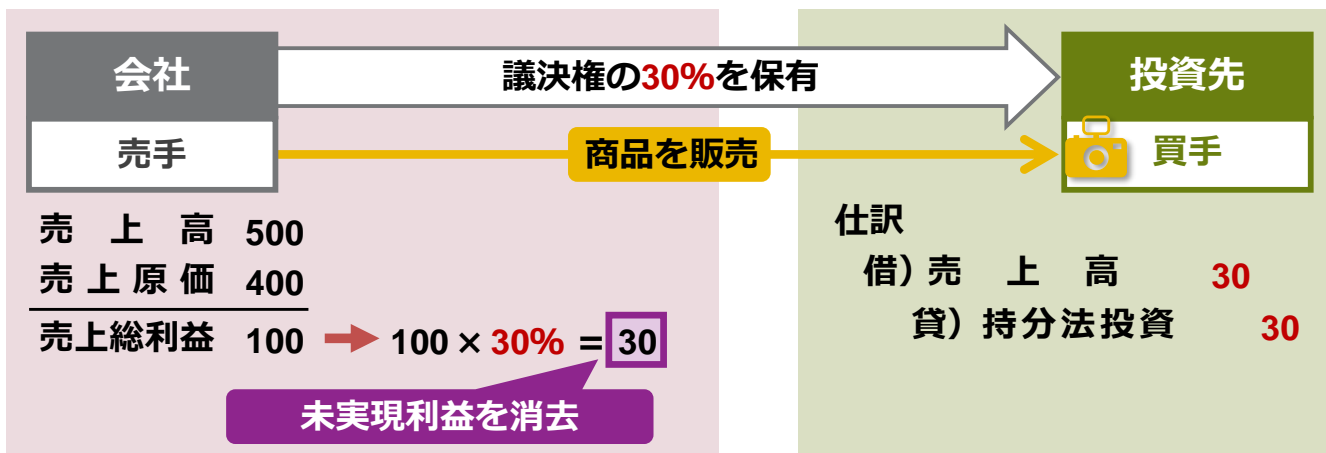 会社
議決権の30%を保有
投資先
売手
商品を販売
買手
売上高 500
売上原価 400
売上総利益 100 100 × 30% = 30
未実現利益を消去
仕訳
借）売上高 30
貸）持分法投資 30